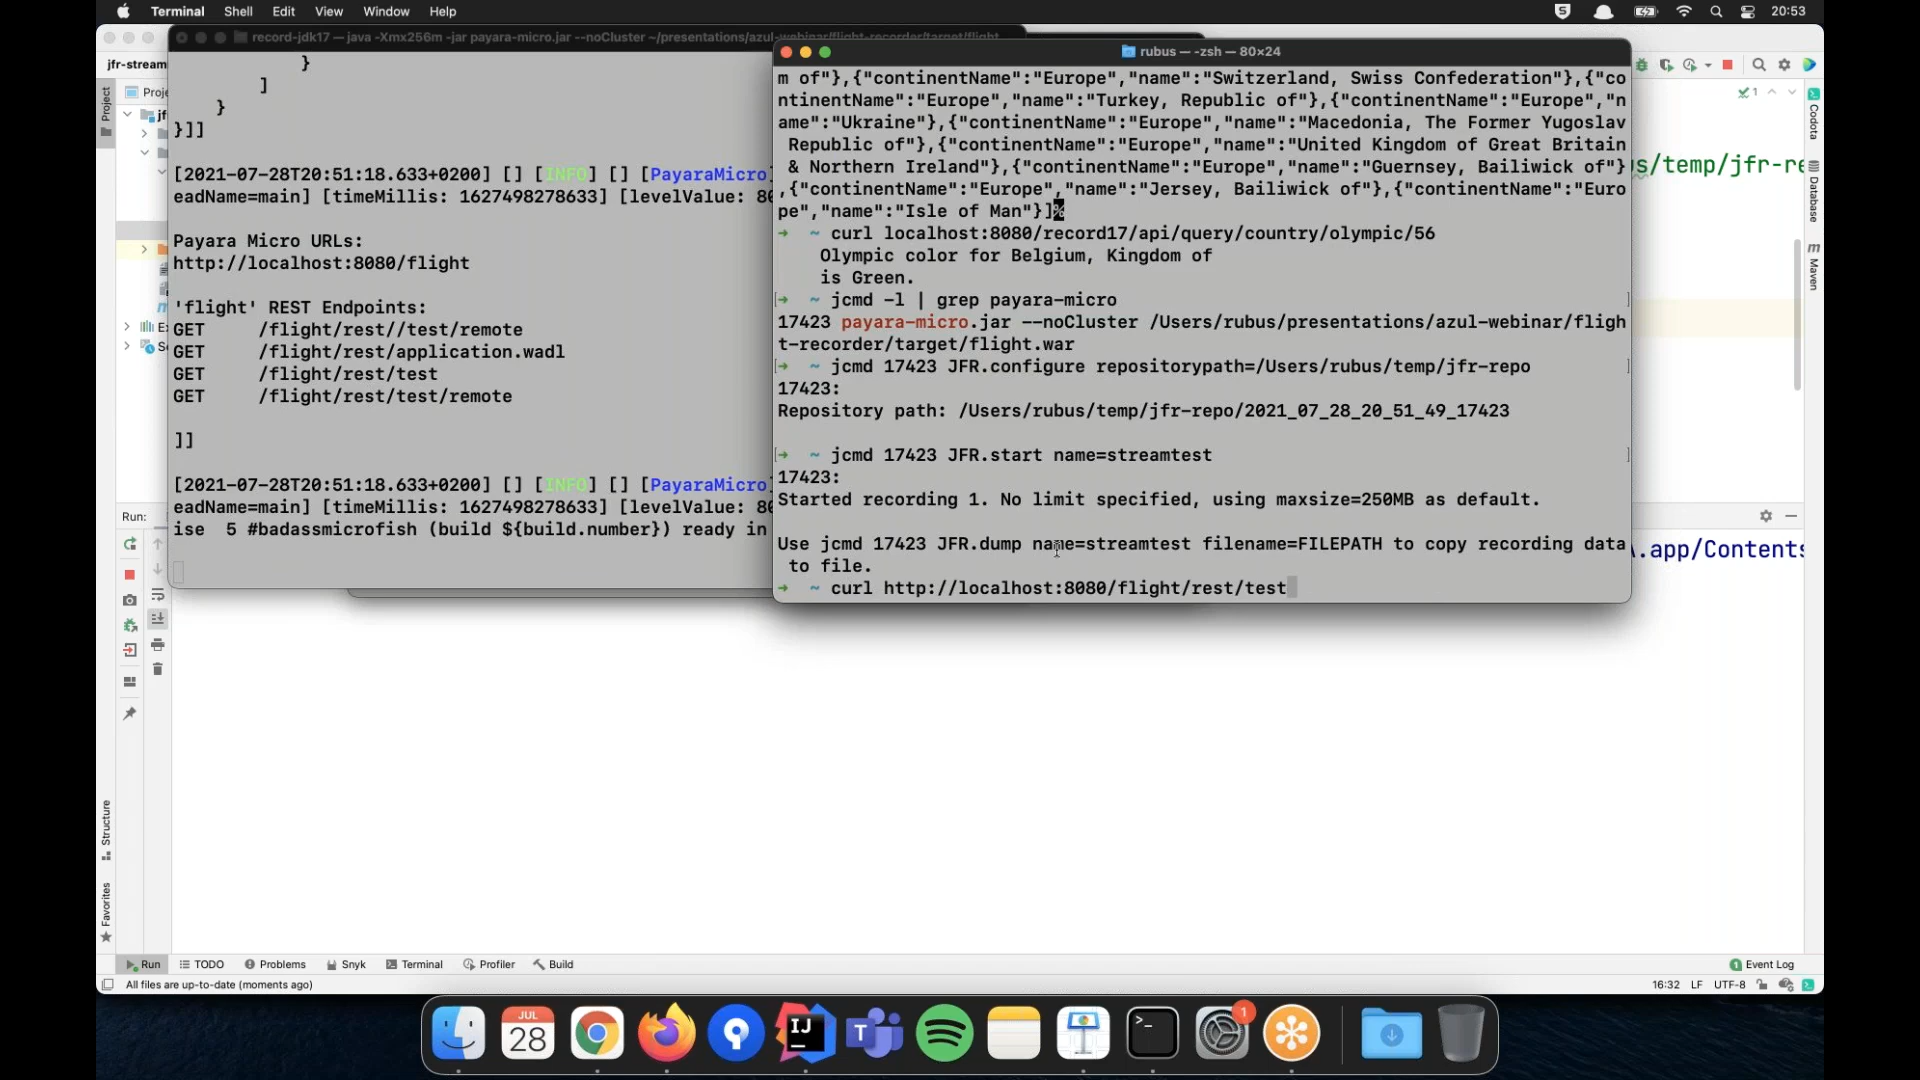 Terminal Shell Edit View Window Help 20:53
record-jdk17 — java -Xmx256m -jar payara-micro.jar --noCluster ~/presentations/azul-webinar/flight-recorder/target/flight
jfr-stream
Project
Proje
jf
Structure
Favorites
}
]
}
}]]
[2021-07-28T20:51:18.633+0200] [] [INFO] [] [PayaraMicro
eadName=main] [timeMillis: 1627498278633] [levelValue: 80
Payara Micro URLs:
http://localhost:8080/flight
'flight' REST Endpoints:
GET /flight/rest//test/remote
GET /flight/rest/application.wadl
GET /flight/rest/test
GET /flight/rest/test/remote
]]
[2021-07-28T20:51:18.633+0200] [] [INFO] [] [PayaraMicro
eadName=main] [timeMillis: 1627498278633] [levelValue: 80
ise 5 #badassmicrofish (build ${build.number}) ready in
rubus — -zsh — 80×24
m of"},{"continentName":"Europe","name":"Switzerland, Swiss Confederation"},{"co
ntinentName":"Europe","name":"Turkey, Republic of"},{"continentName":"Europe","n
ame":"Ukraine"},{"continentName":"Europe","name":"Macedonia, The Former Yugoslav
Republic of"},{"continentName":"Europe","name":"United Kingdom of Great Britain
& Northern Ireland"},{"continentName":"Europe","name":"Guernsey, Bailiwick of"}
,{"continentName":"Europe","name":"Jersey, Bailiwick of"},{"continentName":"Euro
pe","name":"Isle of Man"}]%
→ ~ curl localhost:8080/record17/api/query/country/olympic/56
Olympic color for Belgium, Kingdom of
is Green.
[→ ~ jcmd -l | grep payara-micro ]
17423 payara-micro.jar --noCluster /Users/rubus/presentations/azul-webinar/fligh
t-recorder/target/flight.war
[→ ~ jcmd 17423 JFR.configure repositorypath=/Users/rubus/temp/jfr-repo ]
17423:
Repository path: /Users/rubus/temp/jfr-repo/2021_07_28_20_51_49_17423
[→ ~ jcmd 17423 JFR.start name=streamtest ]
17423:
Started recording 1. No limit specified, using maxsize=250MB as default.
Use jcmd 17423 JFR.dump name=streamtest filename=FILEPATH to copy recording data
to file.
→ ~ curl http://localhost:8080/flight/rest/test
1
Codota
Database
m Maven
us/temp/jfr-re
A.app/Contents
Run:
Run TODO Problems Snyk Terminal Profiler Build
1 Event Log
All files are up-to-date (moments ago)
16:32 LF UTF-8
JUL
28
IJ
T
>_
1